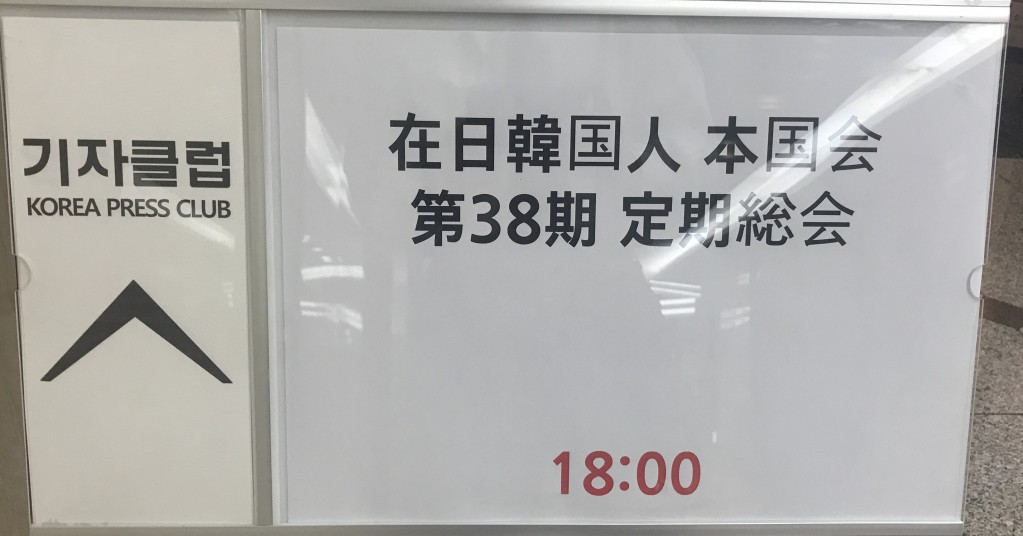 기자클럽
KOREA PRESS CLUB
在日韓国人 本国会
第38期 定期総会
18:00